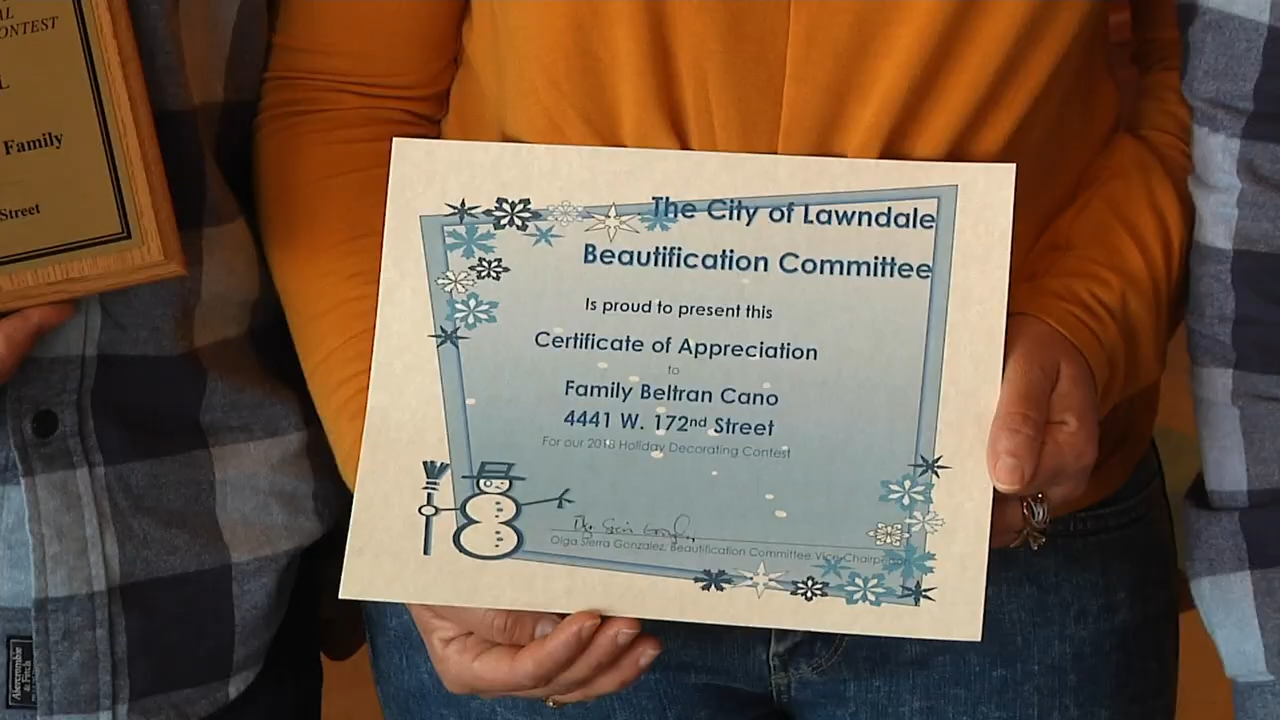 AL
CONTEST
L
Family
Street
The City of Lawndale
Beautification Committee
Is proud to present this
Certificate of Appreciation
to
Family Beltran Cano
4441 W. 172nd Street
For our 2018 Holiday Decorating Contest
Olga Sierra Gonzalez, Beautification Committee Vice-Chairperson
Abercrombie
& Fitch